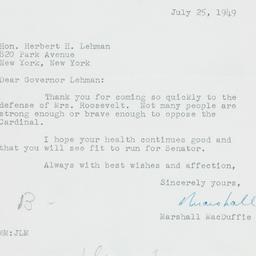 July 25, 1949
Hon. Herbert H. Lehman
820 Park Avenue
New York, New York
Dear Governor Lehman:
Thank you for coming so quickly to the
defense of Mrs. Roosevelt. Not many people are
strong enough or brave enough to oppose the
Cardinal.
I hope your health continues good and
that you will see fit to run for Senator.
Always with best wishes and affection,
Sincerely yours,
Marshall
Marshall MacDuffie
MM:JLM